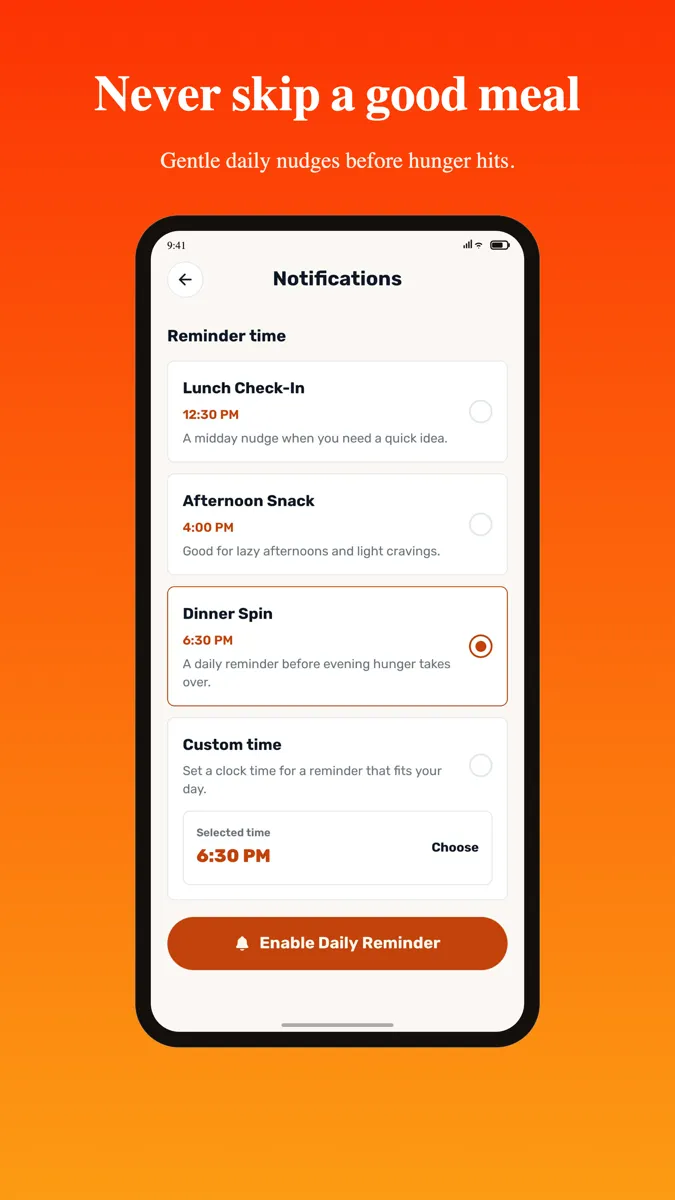 Never skip a good meal
Gentle daily nudges before hunger hits.
9:41
Notifications
Reminder time
Lunch Check-In
12:30 PM
A midday nudge when you need a quick idea.
Afternoon Snack
4:00 PM
Good for lazy afternoons and light cravings.
Dinner Spin
6:30 PM
A daily reminder before evening hunger takes
over.
Custom time
Set a clock time for a reminder that fits your
day.
Selected time
6:30 PM
Choose
Enable Daily Reminder